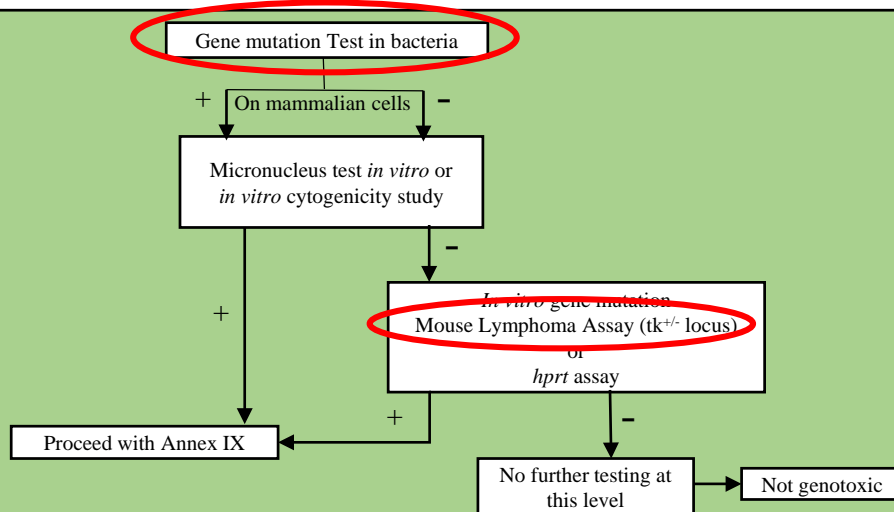 Gene mutation Test in bacteria
+ On mammalian cells -
Micronucleus test in vitro or
in vitro cytogenicity study
-
+
In vitro gene mutation
Mouse Lymphoma Assay (tk+/- locus)
or
hprt assay
+
-
Proceed with Annex IX
No further testing at
this level
Not genotoxic